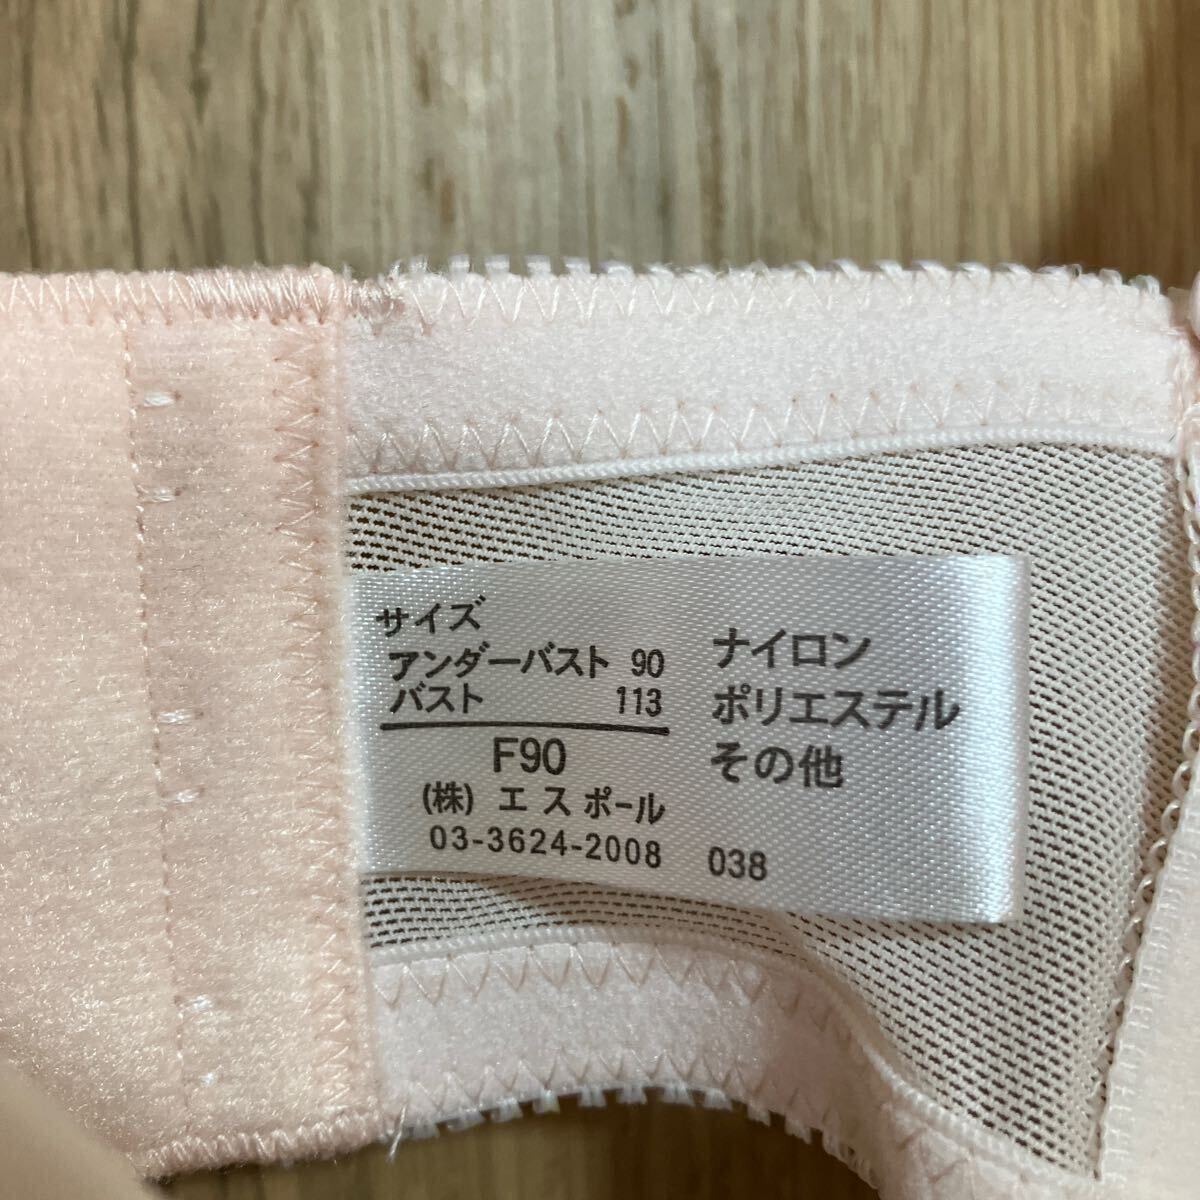 サイズ
アンダーバスト 90
バスト 113
F90
(株) エスポール
03-3624-2008
ナイロン
ポリエステル
その他
038